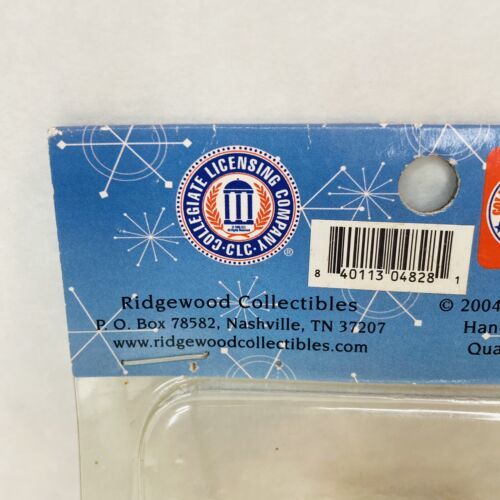 COLLEGIATE LICENSING COMPANY
·CLC·
®
8 40113 04828 1
Ridgewood Collectibles
P. O. Box 78582, Nashville, TN 37207
www.ridgewoodcollectibles.com
© 2004
Han
Qua